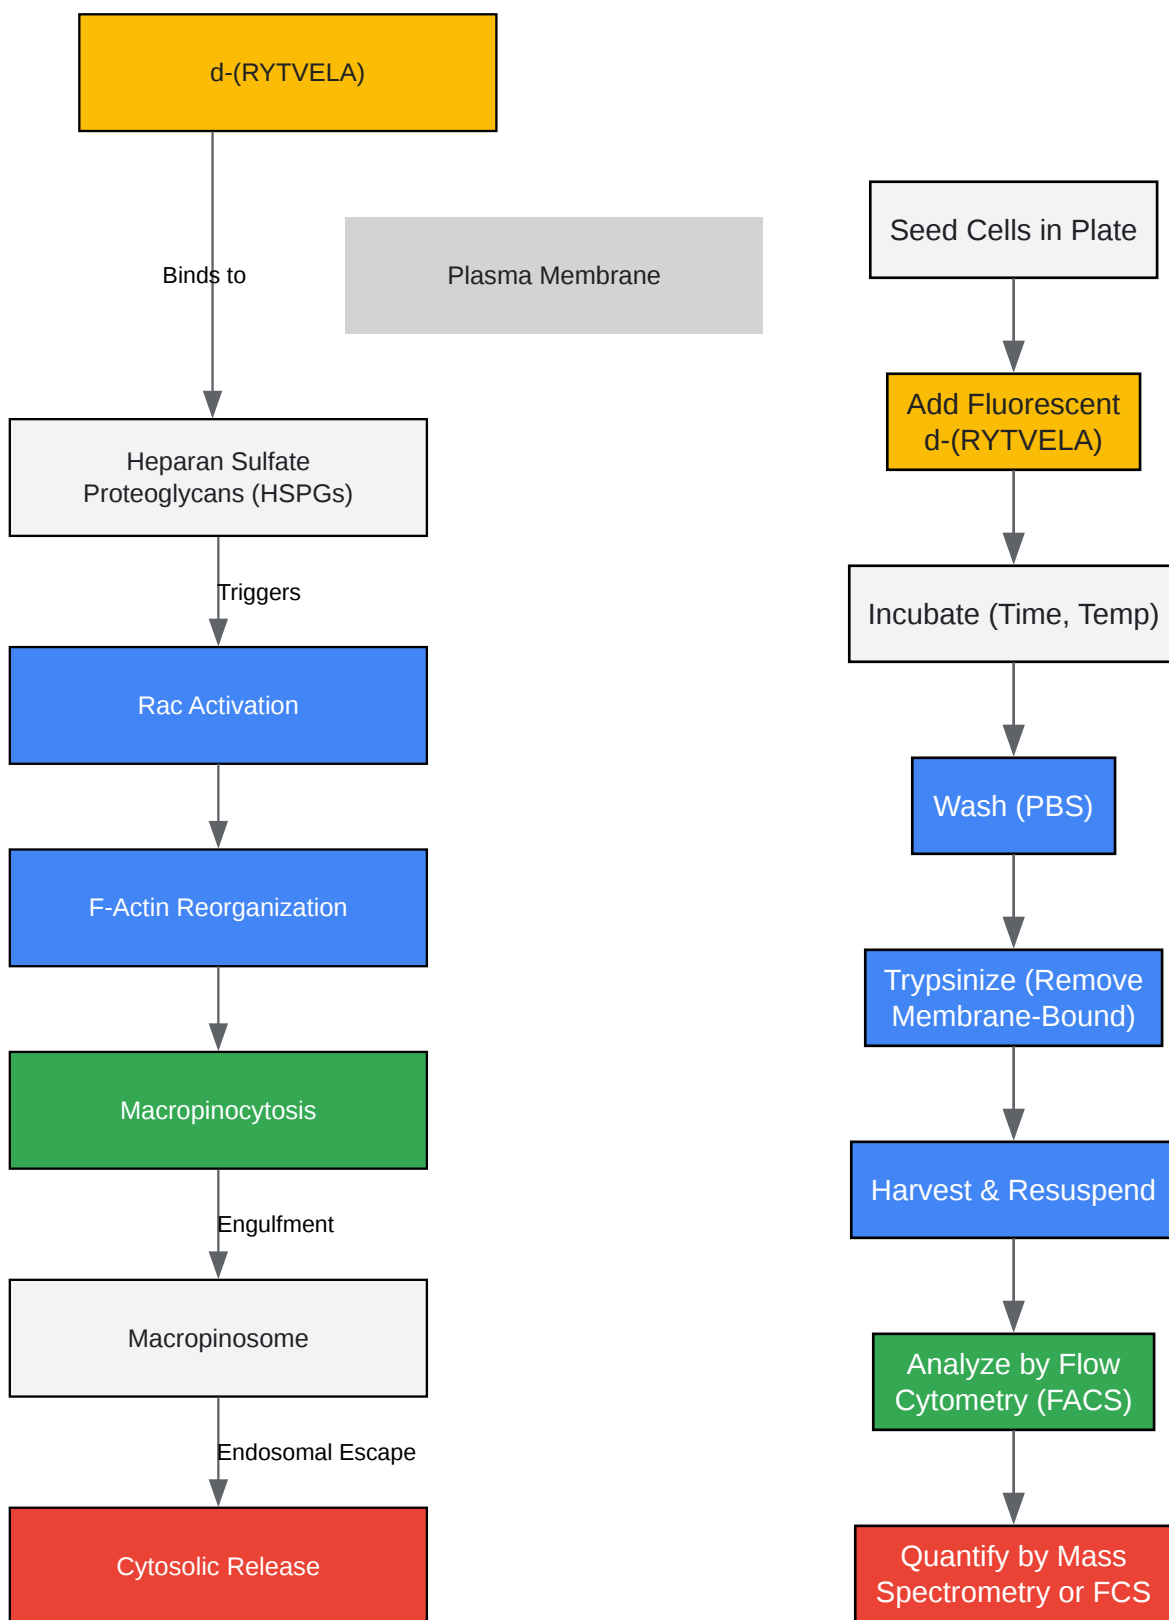 d-(RYTVELA)
Binds to
Plasma Membrane
Heparan Sulfate
Proteoglycans (HSPGs)
Triggers
Rac Activation
F-Actin Reorganization
Macropinocytosis
Engulfment
Macropinosome
Endosomal Escape
Cytosolic Release
Seed Cells in Plate
Add Fluorescent
d-(RYTVELA)
Incubate (Time, Temp)
Wash (PBS)
Trypsinize (Remove
Membrane-Bound)
Harvest & Resuspend
Analyze by Flow
Cytometry (FACS)
Quantify by Mass
Spectrometry or FCS